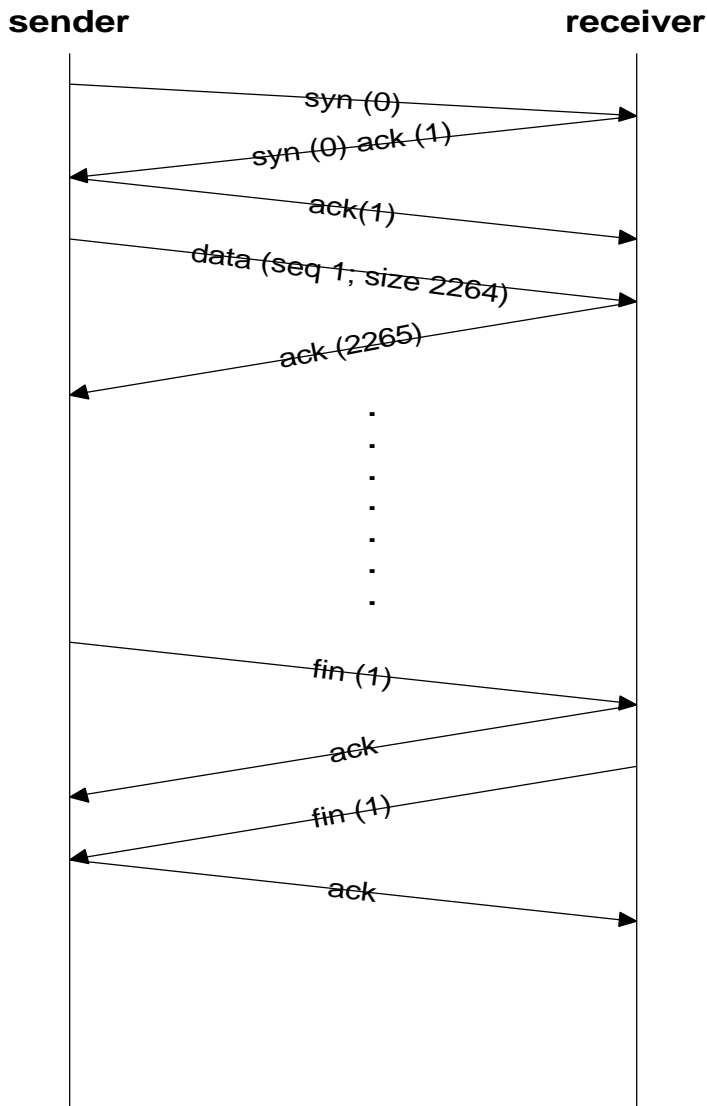 sender receiver
syn (0)
syn (0) ack (1)
ack(1)
data (seq 1; size 2264)
ack (2265)
fin (1)
ack
fin (1)
ack